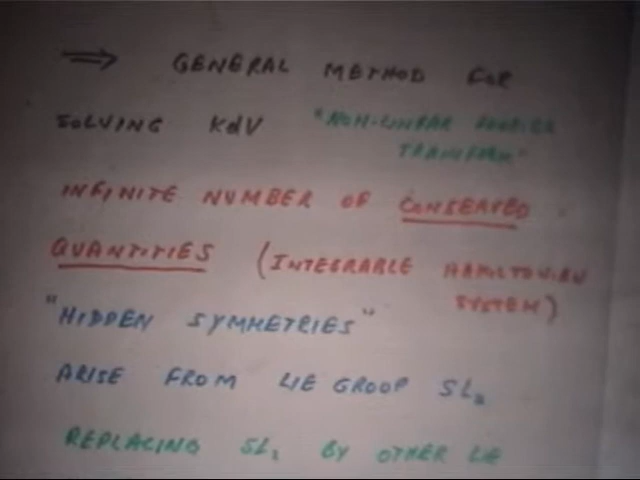 ⇒ GENERAL METHOD FOR
SOLVING KdV "NON-LINEAR FOURIER
TRANSFORM"
INFINITE NUMBER OF CONSERVED
QUANTITIES (INTEGRABLE HAMILTONIAN
SYSTEM)
"HIDDEN SYMMETRIES"
ARISE FROM LIE GROUP SL₂
REPLACING SL₂ BY OTHER LIE